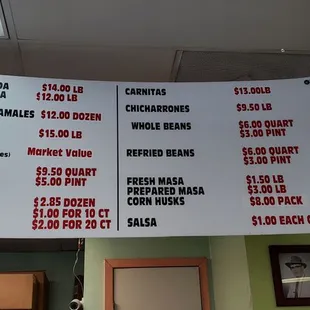 $14.00 LB
$12.00 LB
AMALES $12.00 DOZEN
$15.00 LB
Market Value
$9.50 QUART
$5.00 PINT
$2.85 DOZEN
$1.00 FOR 10 CT
$2.00 FOR 20 CT
CARNITAS $13.00LB
CHICHARRONES $9.50 LB
WHOLE BEANS $6.00 QUART
$3.00 PINT
REFRIED BEANS $6.00 QUART
$3.00 PINT
FRESH MASA $1.50 LB
PREPARED MASA $3.00 LB
CORN HUSKS $8.00 PACK
SALSA $1.00 EACH